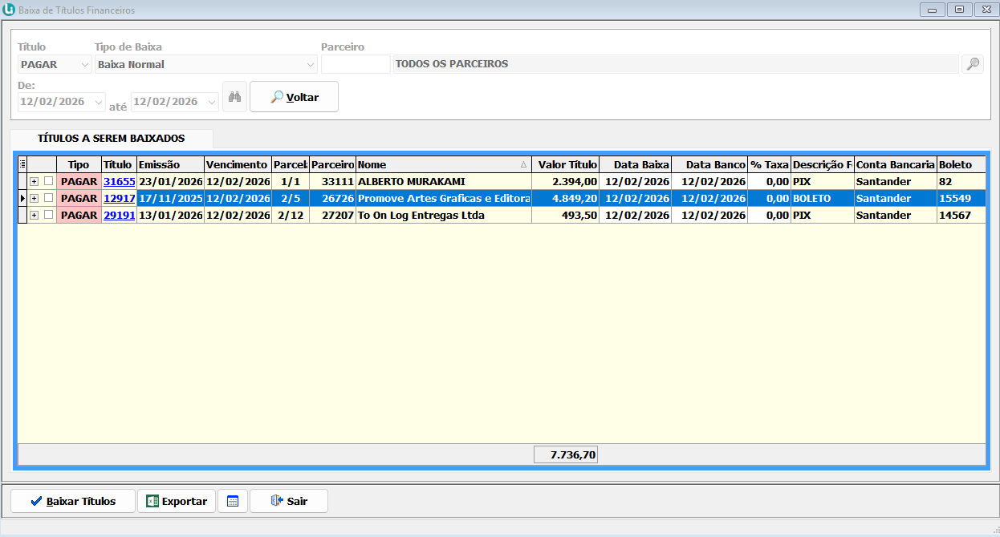 Baixa de Títulos Financeiros
Título Tipo de Baixa Parceiro
PAGAR Baixa Normal TODOS OS PARCEIROS
De:
12/02/2026 até 12/02/2026 Voltar
TÍTULOS A SEREM BAIXADOS
Tipo Título Emissão Vencimento Parcela Parceiro Nome Valor Título Data Baixa Data Banco % Taxa Descrição F Conta Bancaria Boleto
PAGAR 31655 23/01/2026 12/02/2026 1/1 33111 ALBERTO MURAKAMI 2.394,00 12/02/2026 12/02/2026 0,00 PIX Santander 82
PAGAR 12917 17/11/2025 12/02/2026 2/5 26726 Promove Artes Graficas e Editora 4.849,20 12/02/2026 12/02/2026 0,00 BOLETO Santander 15549
PAGAR 29191 13/01/2026 12/02/2026 2/12 27207 To On Log Entregas Ltda 493,50 12/02/2026 12/02/2026 0,00 PIX Santander 14567
7.736,70
Baixar Títulos Exportar Sair